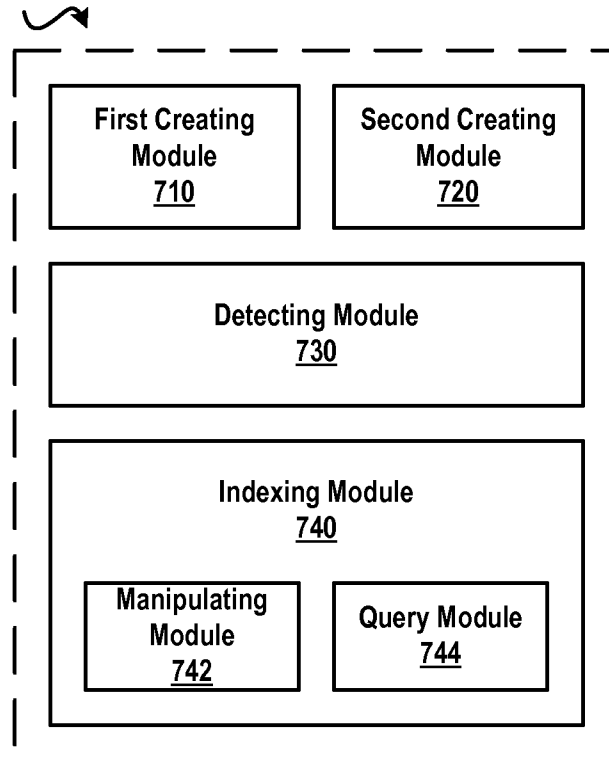 First Creating
Module
710
Second Creating
Module
720
Detecting Module
730
Indexing Module
740
Manipulating
Module
742
Query Module
744